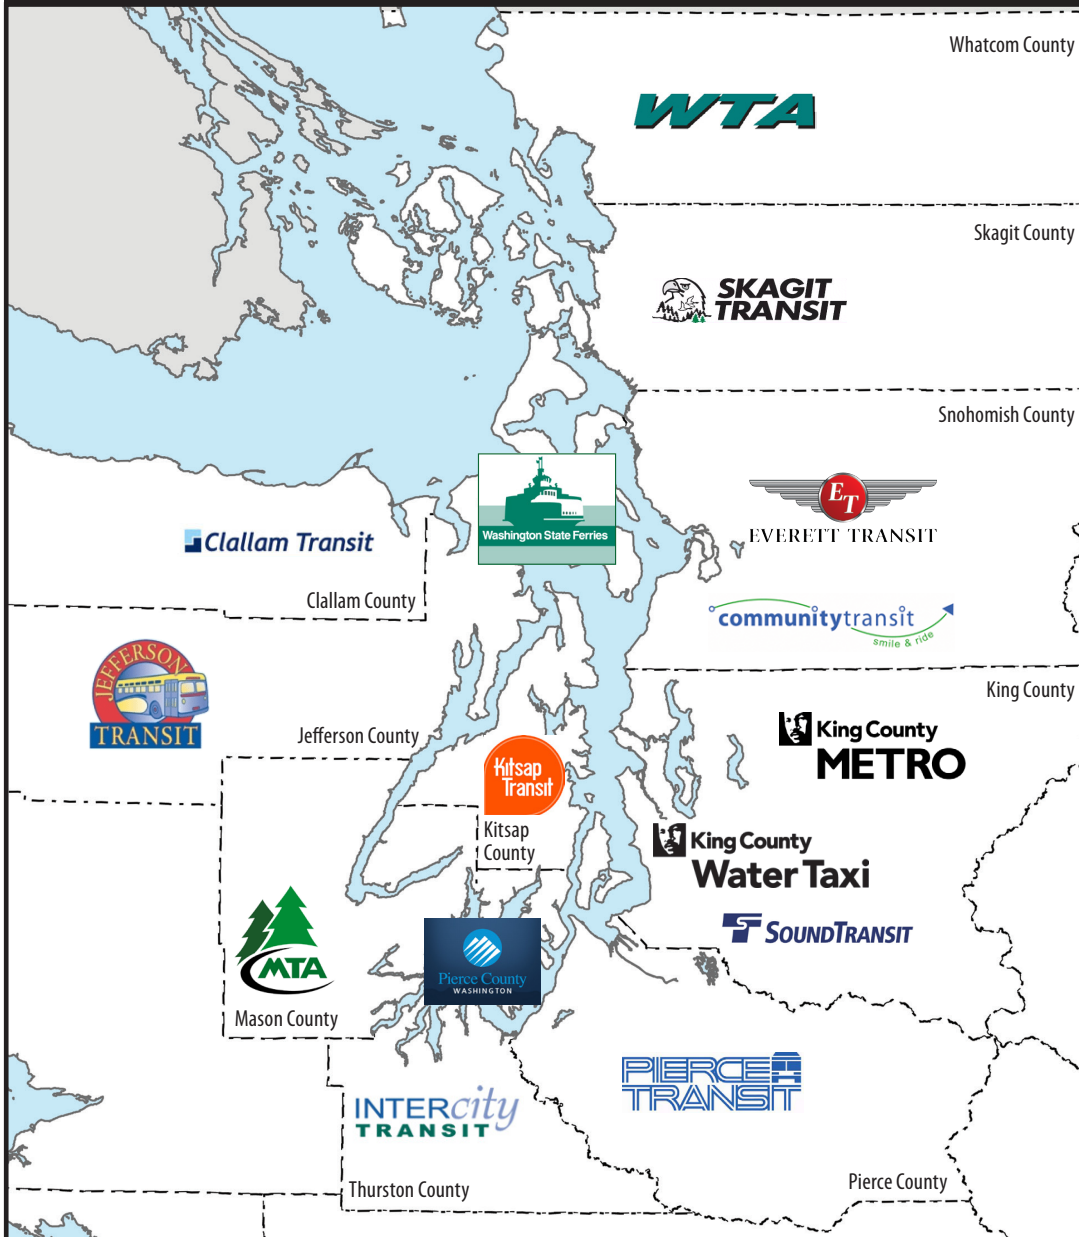 Whatcom County
WTA
Skagit County
SKAGIT
TRANSIT
Snohomish County
ET
EVERETT TRANSIT
Washington State Ferries
Clallam Transit
Clallam County
communitytransit
smile & ride
King County
JEFFERSON
TRANSIT
Jefferson County
King County
METRO
Kitsap
Transit
Kitsap
County
King County
Water Taxi
SOUNDTRANSIT
MTA
Pierce County
WASHINGTON
Mason County
PIERCE
TRANSIT
INTERcity
TRANSIT
Thurston County
Pierce County